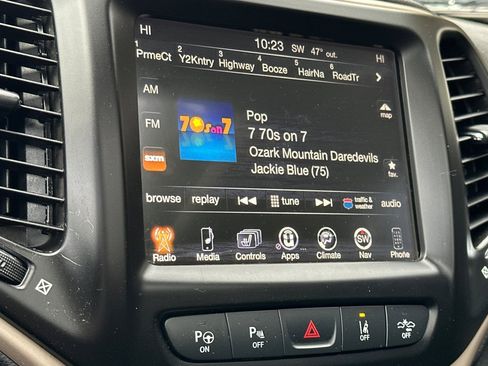 HI 10:23 SW 47° out. HI
1 PrmeCt 2 Y2Kntry 3 Highway 4 Booze 5 HairNa 6 RoadTr
AM
FM
sxm
70s on 7
Pop
7 70s on 7
Ozark Mountain Daredevils
Jackie Blue (75)
map
fav.
browse replay tune traffic & weather audio
Radio Media Controls Apps Climate Nav Phone
SW
P ON P OFF